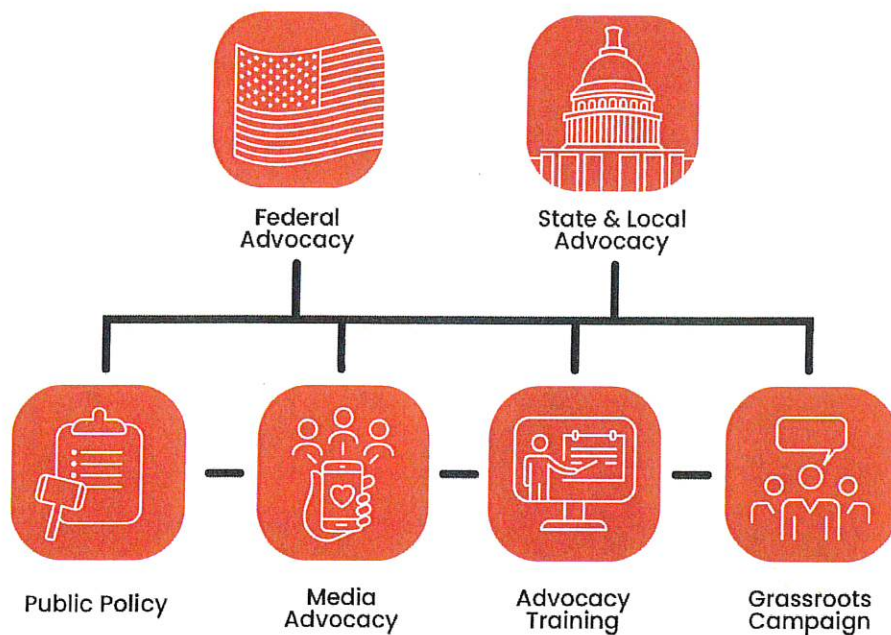 Federal
Advocacy
State & Local
Advocacy
Public Policy
Media
Advocacy
Advocacy
Training
Grassroots
Campaign